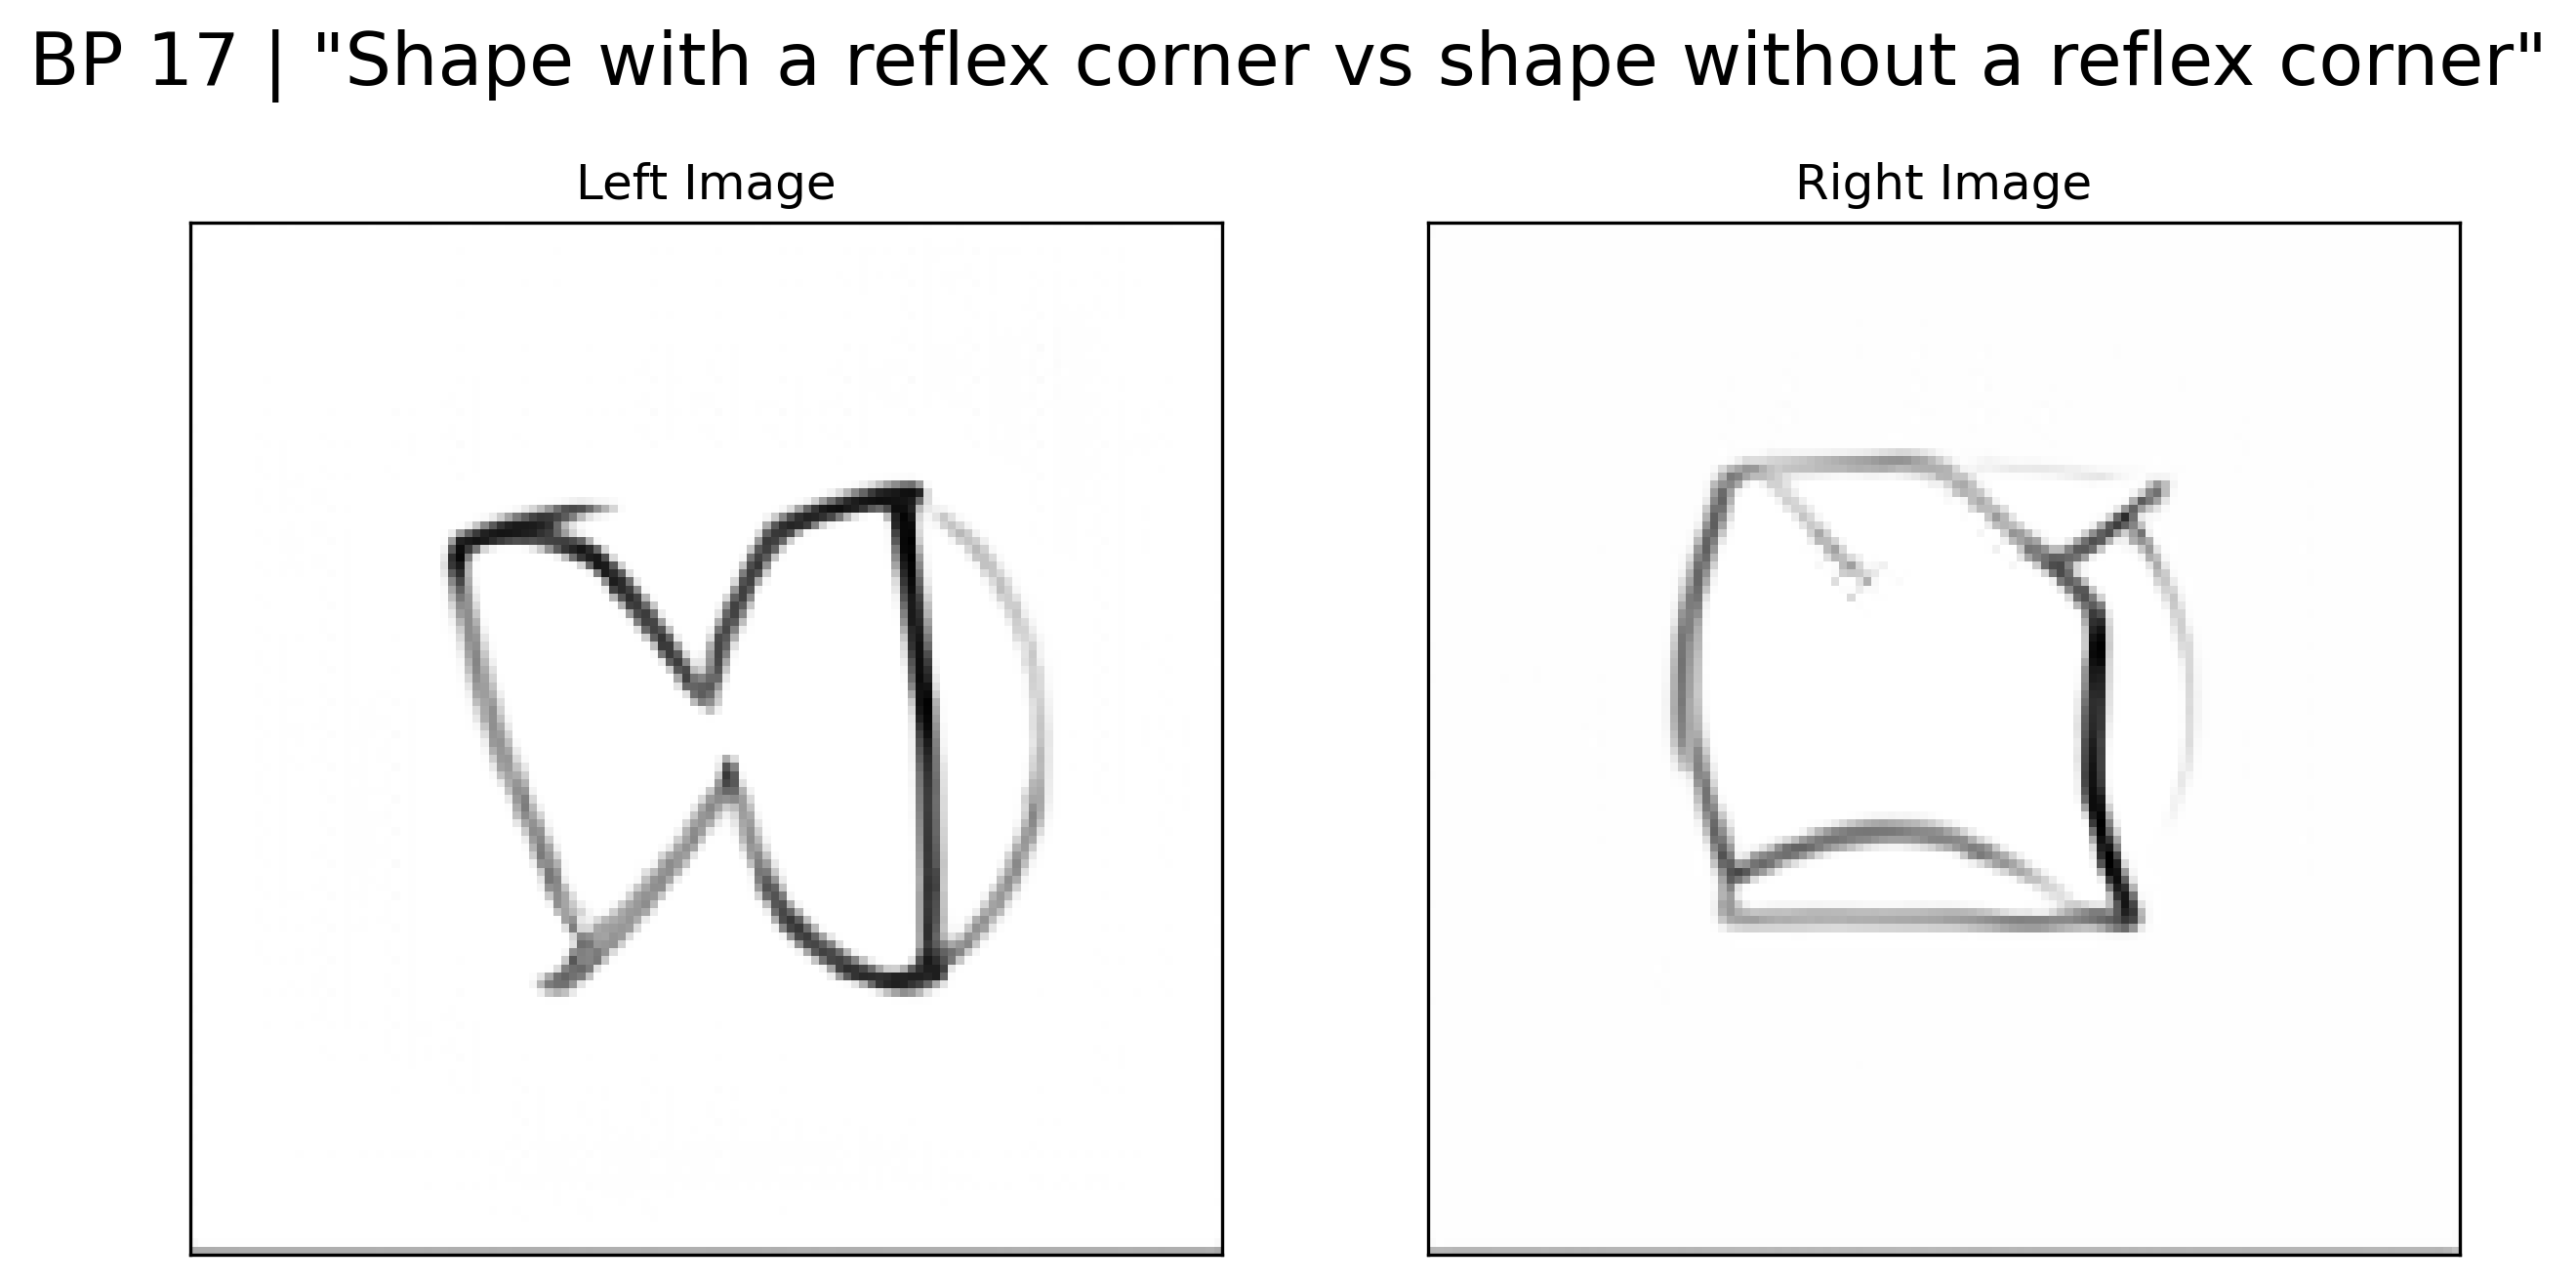 BP 17 | "Shape with a reflex corner vs shape without a reflex corner"
Left Image
Right Image